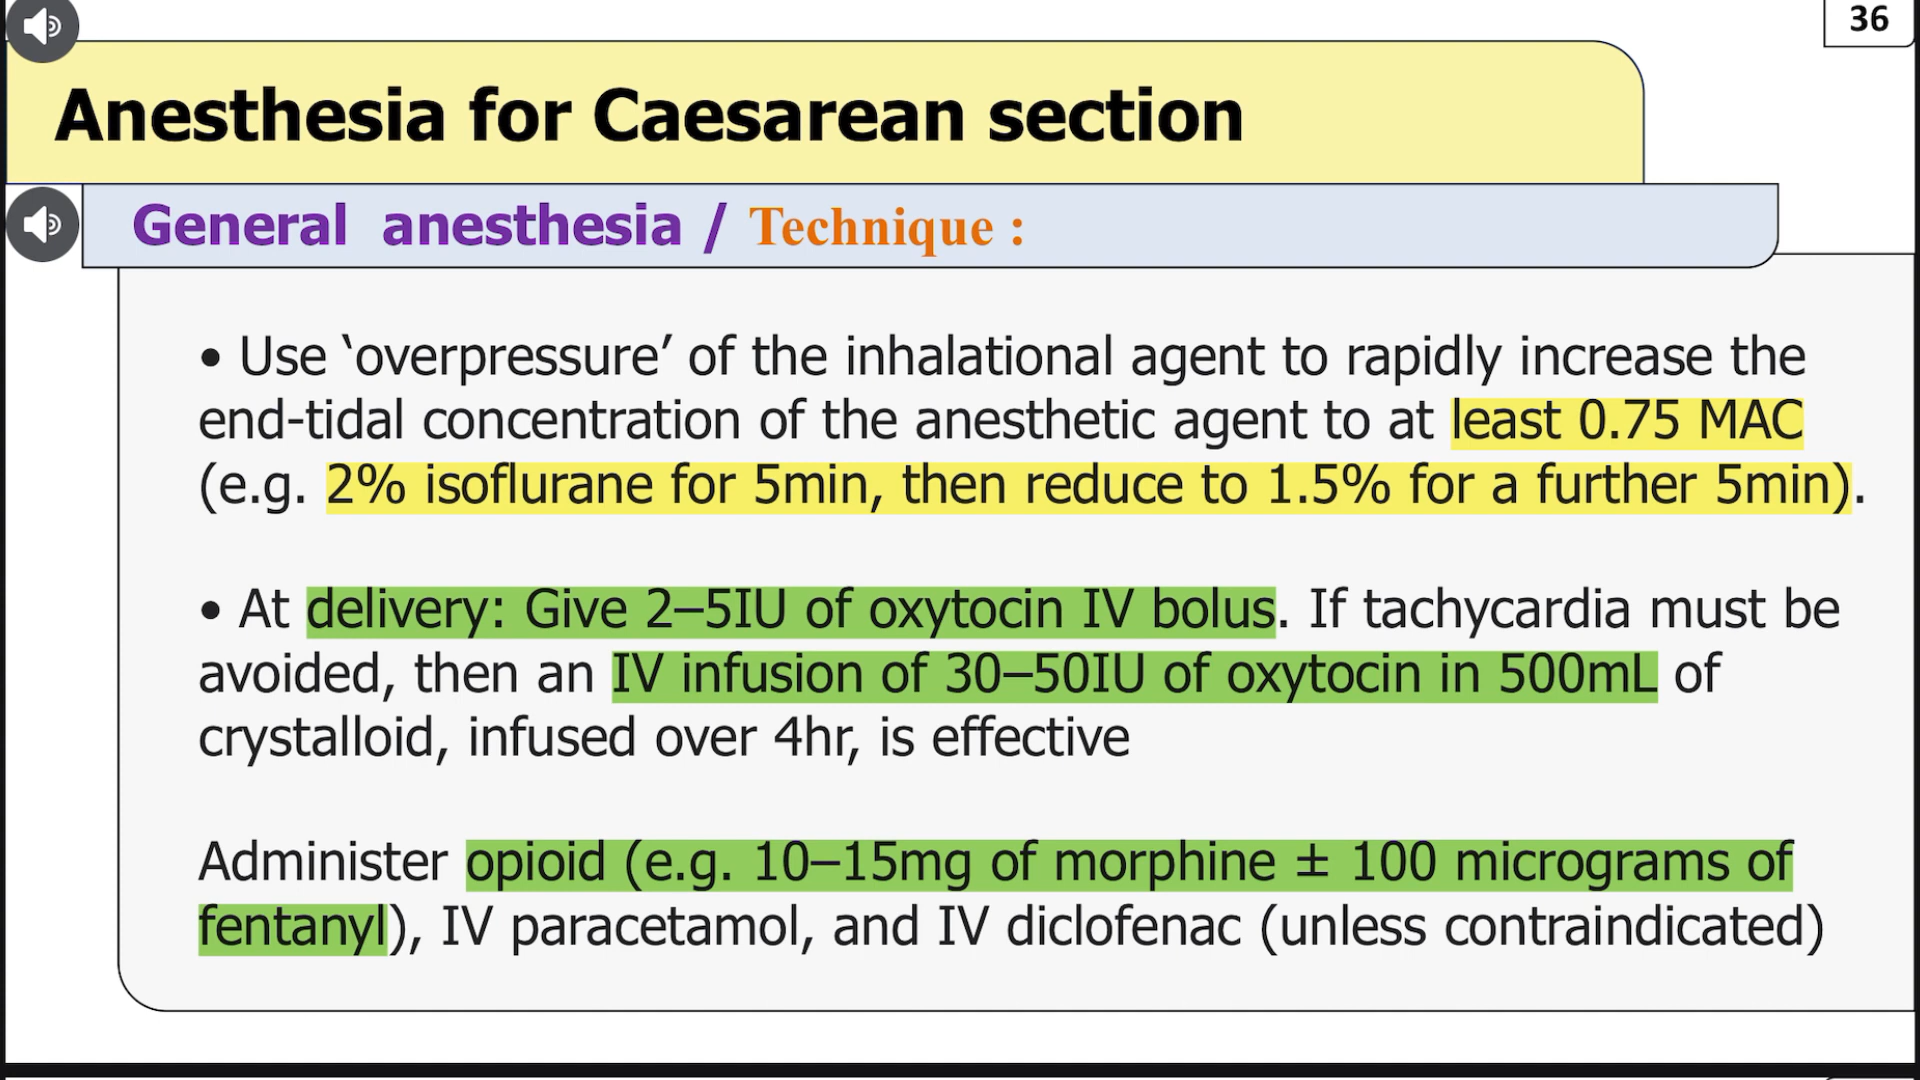 36
Anesthesia for Caesarean section
General anesthesia / Technique :
• Use ‘overpressure’ of the inhalational agent to rapidly increase the
end-tidal concentration of the anesthetic agent to at least 0.75 MAC
(e.g. 2% isoflurane for 5min, then reduce to 1.5% for a further 5min).
• At delivery: Give 2–5IU of oxytocin IV bolus. If tachycardia must be
avoided, then an IV infusion of 30–50IU of oxytocin in 500mL of
crystalloid, infused over 4hr, is effective
Administer opioid (e.g. 10–15mg of morphine ± 100 micrograms of
fentanyl), IV paracetamol, and IV diclofenac (unless contraindicated)